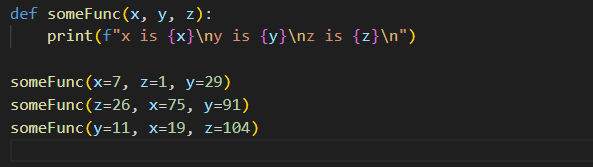 def someFunc(x, y, z):
    print(f"x is {x}\ny is {y}\nz is {z}\n")
someFunc(x=7, z=1, y=29)
someFunc(z=26, x=75, y=91)
someFunc(y=11, x=19, z=104)